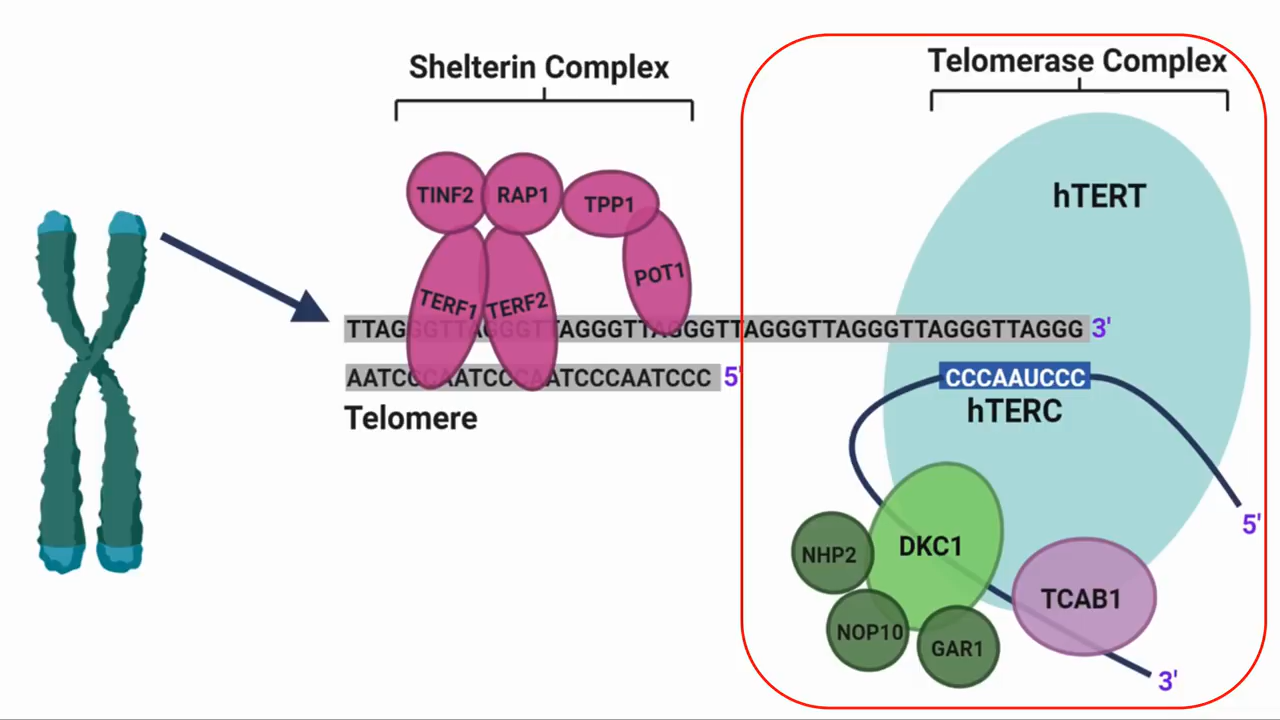 Shelterin Complex
Telomerase Complex
hTERT
TINF2
RAP1
TPP1
POT1
TERF1
TERF2
TTAGGGTTAGGGTTAGGGTTAGGGTTAGGGTTAGGGTTAGGGTTAGGG 3'
AATCCCAATCCCAATCCCAATCCC 5'
CCCAAUCCC
hTERC
Telomere
5'
DKC1
NHP2
TCAB1
NOP10
GAR1
3'